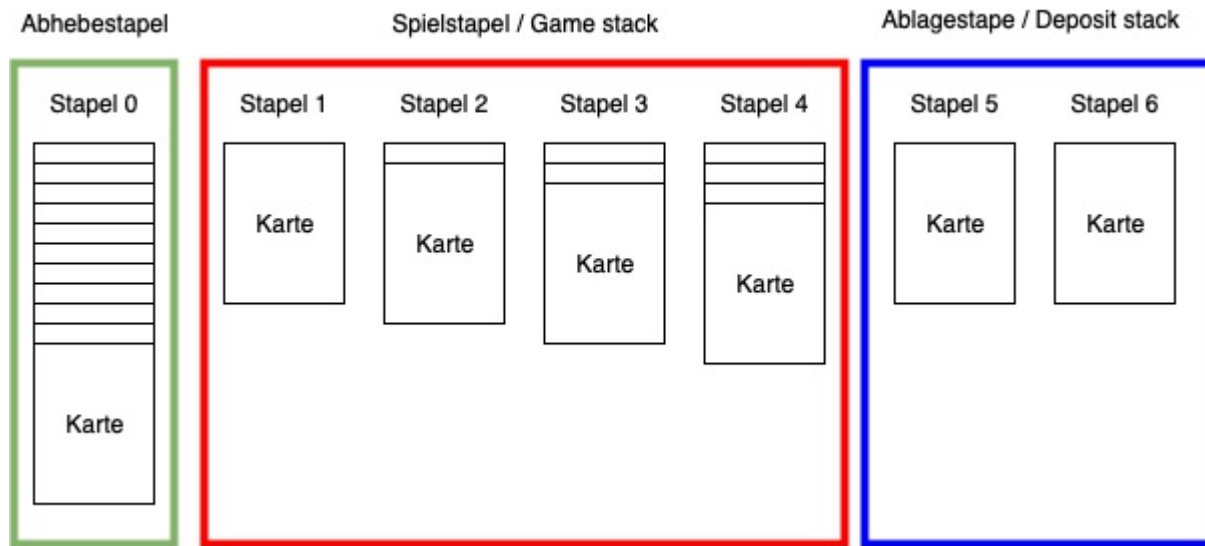 Abhebestapel
Spielstapel / Game stack
Ablagestape / Deposit stack
Stapel 0
Stapel 1
Stapel 2
Stapel 3
Stapel 4
Stapel 5
Stapel 6
Karte
Karte
Karte
Karte
Karte
Karte
Karte